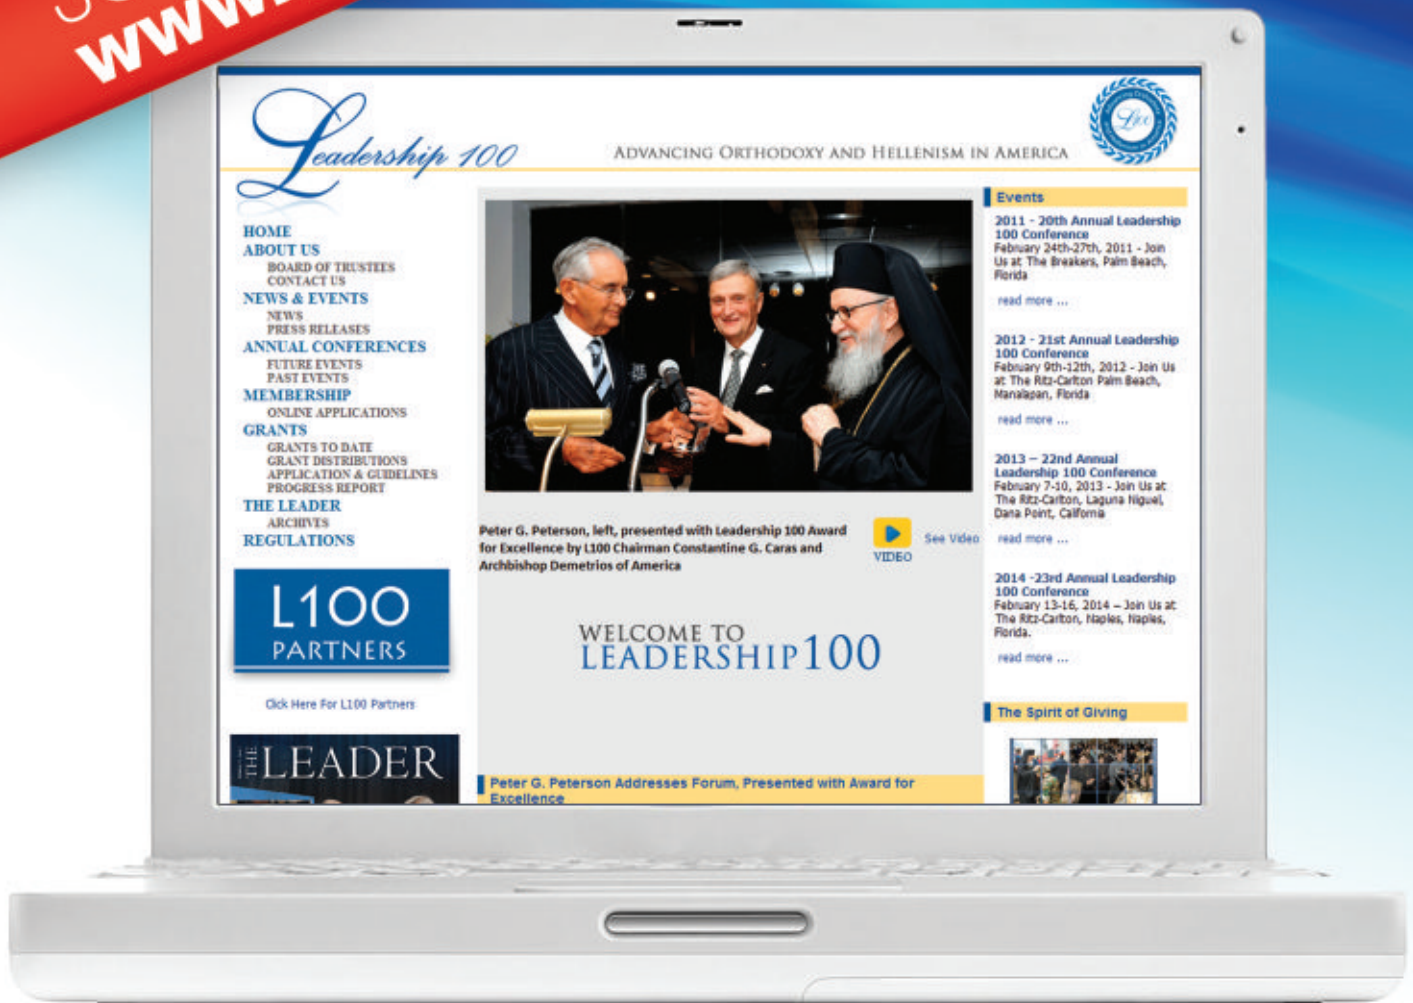 www.
Leadership 100
ADVANCING ORTHODOXY AND HELLENISM IN AMERICA
L100
HOME
ABOUT US
BOARD OF TRUSTEES
CONTACT US
NEWS & EVENTS
NEWS
PRESS RELEASES
ANNUAL CONFERENCES
FUTURE EVENTS
PAST EVENTS
MEMBERSHIP
ONLINE APPLICATIONS
GRANTS
GRANTS TO DATE
GRANT DISTRIBUTIONS
APPLICATION & GUIDELINES
PROGRESS REPORT
THE LEADER
ARCHIVES
REGULATIONS
L100
PARTNERS
Click Here For L100 Partners
THE LEADER
Peter G. Peterson, left, presented with Leadership 100 Award
for Excellence by L100 Chairman Constantine G. Caras and
Archbishop Demetrios of America
VIDEO
See Video
WELCOME TO
LEADERSHIP100
Peter G. Peterson Addresses Forum, Presented with Award for
Excellence
Events
2011 - 20th Annual Leadership
100 Conference
February 24th-27th, 2011 - Join
Us at The Breakers, Palm Beach,
Florida
read more ...
2012 - 21st Annual Leadership
100 Conference
February 9th-12th, 2012 - Join Us
at The Ritz-Carlton Palm Beach,
Manalapan, Florida
read more ...
2013 – 22nd Annual
Leadership 100 Conference
February 7-10, 2013 - Join Us at
The Ritz-Carlton, Laguna Niguel,
Dana Point, California
read more ...
2014 -23rd Annual Leadership
100 Conference
February 13-16, 2014 – Join Us at
The Ritz-Carlton, Naples, Naples,
Florida.
read more ...
The Spirit of Giving